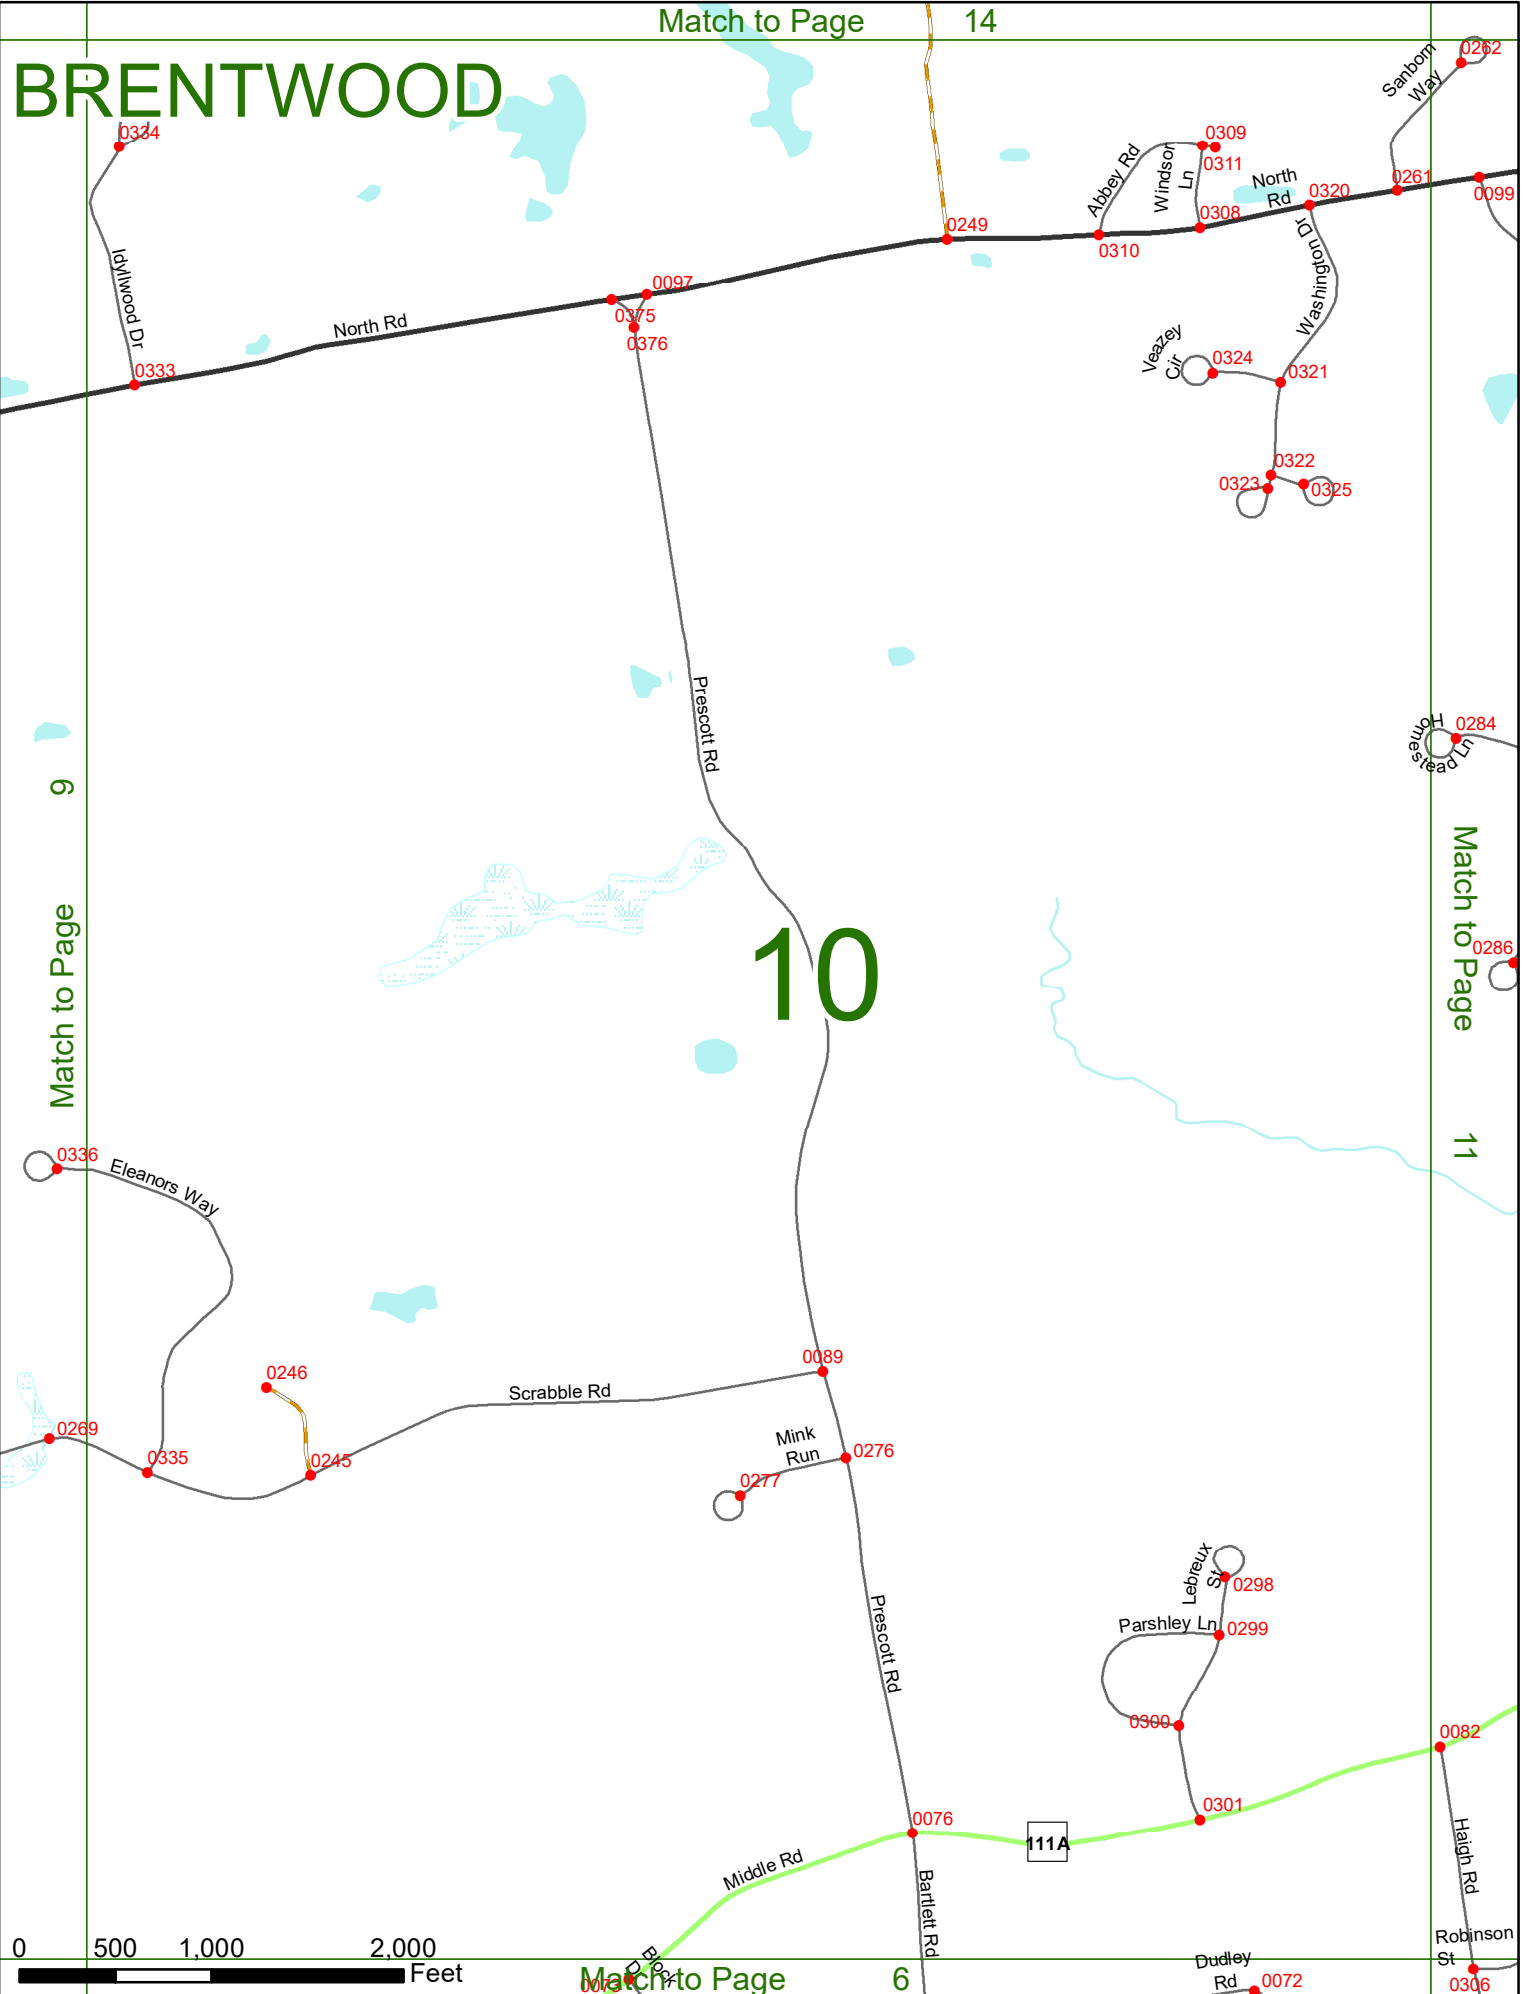 Match to Page 14
BRENTWOOD
Sanborn
Way
0262
0334
0309
0311
Abbey Rd
Windsor
Ln
North
Rd
0320
0261
0099
0308
0249
0310
Washington Dr
Idyllwood Dr
0097
0375
0376
North Rd
0333
Veazey
Cir
0324
0321
0322
0323
0325
Prescott Rd
Homestead Ln
0284
9
Match to Page
10
Match to Page
11
0286
0336
Eleanors Way
0089
0246
Scrabble Rd
0269
0335
0245
Mink
Run
0276
0277
Lebreux
St
0298
Parshley Ln
0299
Prescott Rd
0300
0082
0301
0076
111A
Middle Rd
Bartlett Rd
Haigh Rd
Robinson
St
0306
0 500 1,000 2,000
Feet
Block
Dr
0073
Match to Page 6
Dudley
Rd
0072